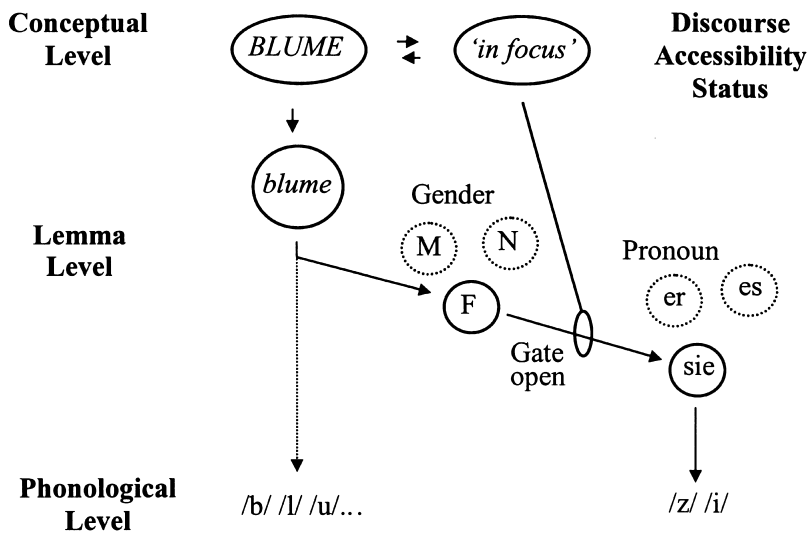 Conceptual
Level
BLUME
'in focus'
Discourse
Accessibility
Status
blume
Lemma
Level
Gender
M
N
F
Pronoun
er
es
Gate
open
sie
Phonological
Level
/b/ /l/ /u/...
/z/ /i/